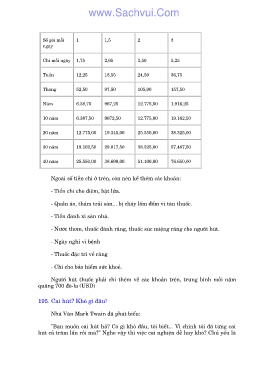 www.Sachvui.Com
Số gói mỗi ngày 1 1,5 2 3
Chi mỗi ngày 1,75 2,65 3,50 5,25
Tuần 12,25 18,55 24,50 36,75
Tháng 52,50 97,50 105,00 157,50
Năm 967,25 12.775,00 1.916,25
10 năm 6.387,50 9672,50 12.775,00 19.162,50
20 năm 12.775,00 19.345,00 25.550,00 38.325,00
30 năm 19.162,50 29.017,50 38.325,00 57.487,50
40 năm 25.550,00 38.690,00 51.100,00 76.650,00
Ngoài số tiền chi ở trên, còn nên kể thêm các khoản:
- Tiền chi cho diêm, bật lửa.
- Quần áo, thảm trải sàn... bị cháy lốm đốm vì tàn thuốc.
- Tiền đánh xi sàn nhà.
- Nước thơm, thuốc đánh răng, thuốc súc miệng răng cho người hút.
- Ngày nghỉ vì bệnh
- Thuốc đặc trị về răng
- Chi cho bảo hiểm sức khoẻ.
Người hút thuốc phải chi thêm về các khoản trên, trung bình mỗi năm
quãng 700 đô-la (USD)
195. Cai hút? Khó gì đâu!
Nhà Văn Mark Twain đã phát biểu:
"Bạn muốn cai hút hả? Có gì khó đâu, tôi biết... Vì chính tôi đã từng cai
hút cả trăm lần rồi mà!" Nghe vậy thì việc cai nghiện dễ hay khó? Chủ yếu là